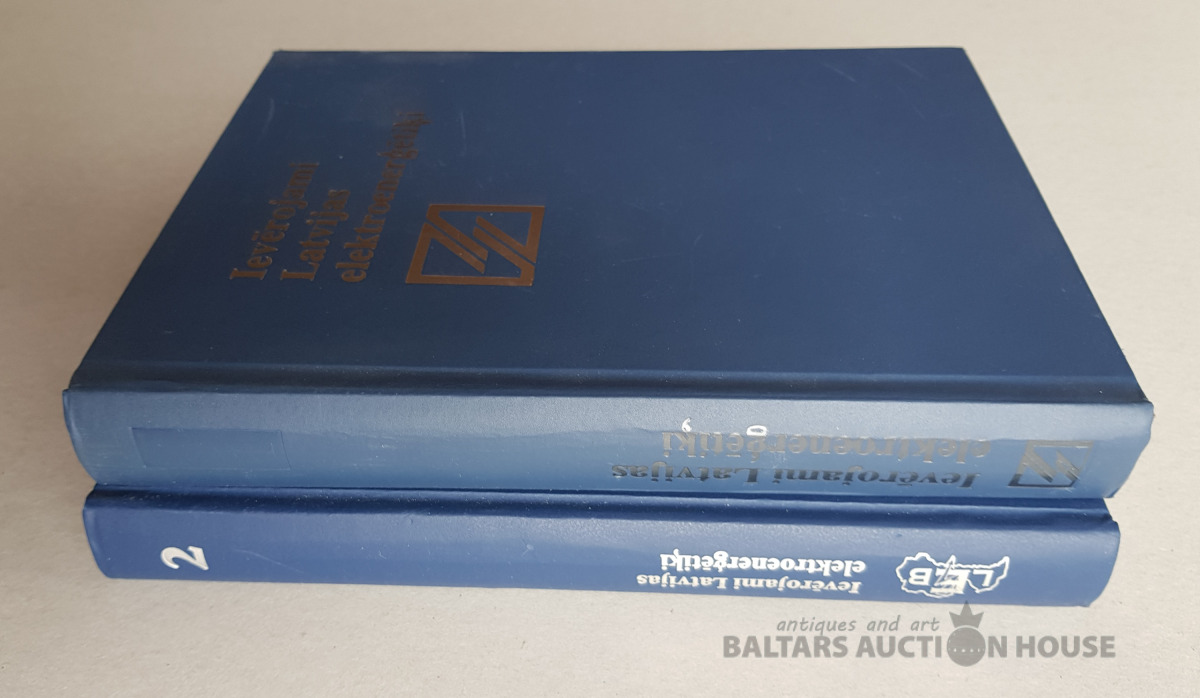 Ievērojami
Latvijas
elektroenerģētiķi
Ievērojami Latvijas
elektroenerģētiķi
2
Ievērojami Latvijas
elektroenerģētiķi
LEB
antiques and art
BALTARS AUCTION HOUSE